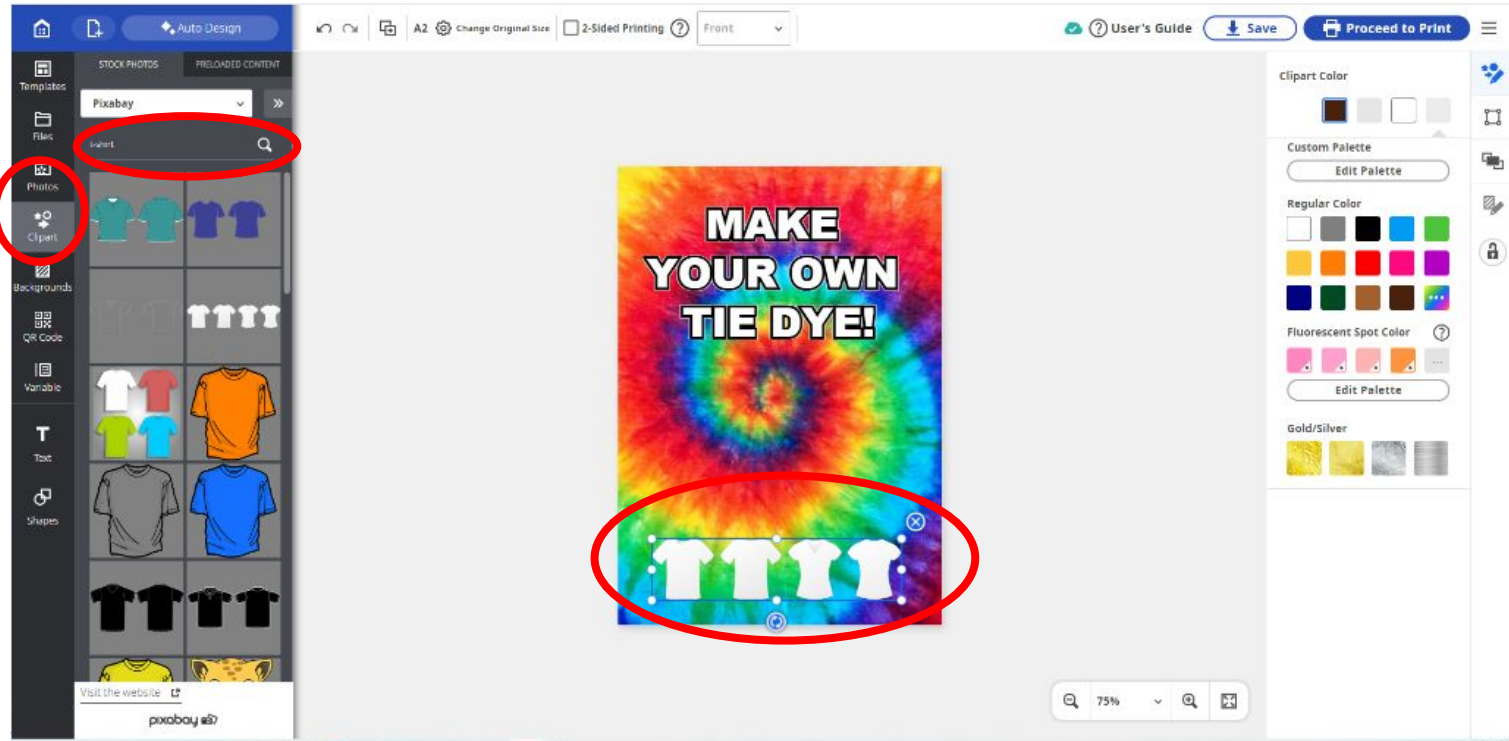 Auto Design
A2 Change Original Size 2-Sided Printing ? Front
? User's Guide Save Proceed to Print
Templates
Files
Photos
Clipart
Backgrounds
QR Code
Variable
T
Text
Shapes
STOCK PHOTOS PRELOADED CONTENT
Pixabay
t-shirt
Visit the website
pixabay
MAKE
YOUR OWN
TIE DYE!
75%
Clipart Color
Custom Palette
Edit Palette
Regular Color
Fluorescent Spot Color ?
Edit Palette
Gold/Silver
a